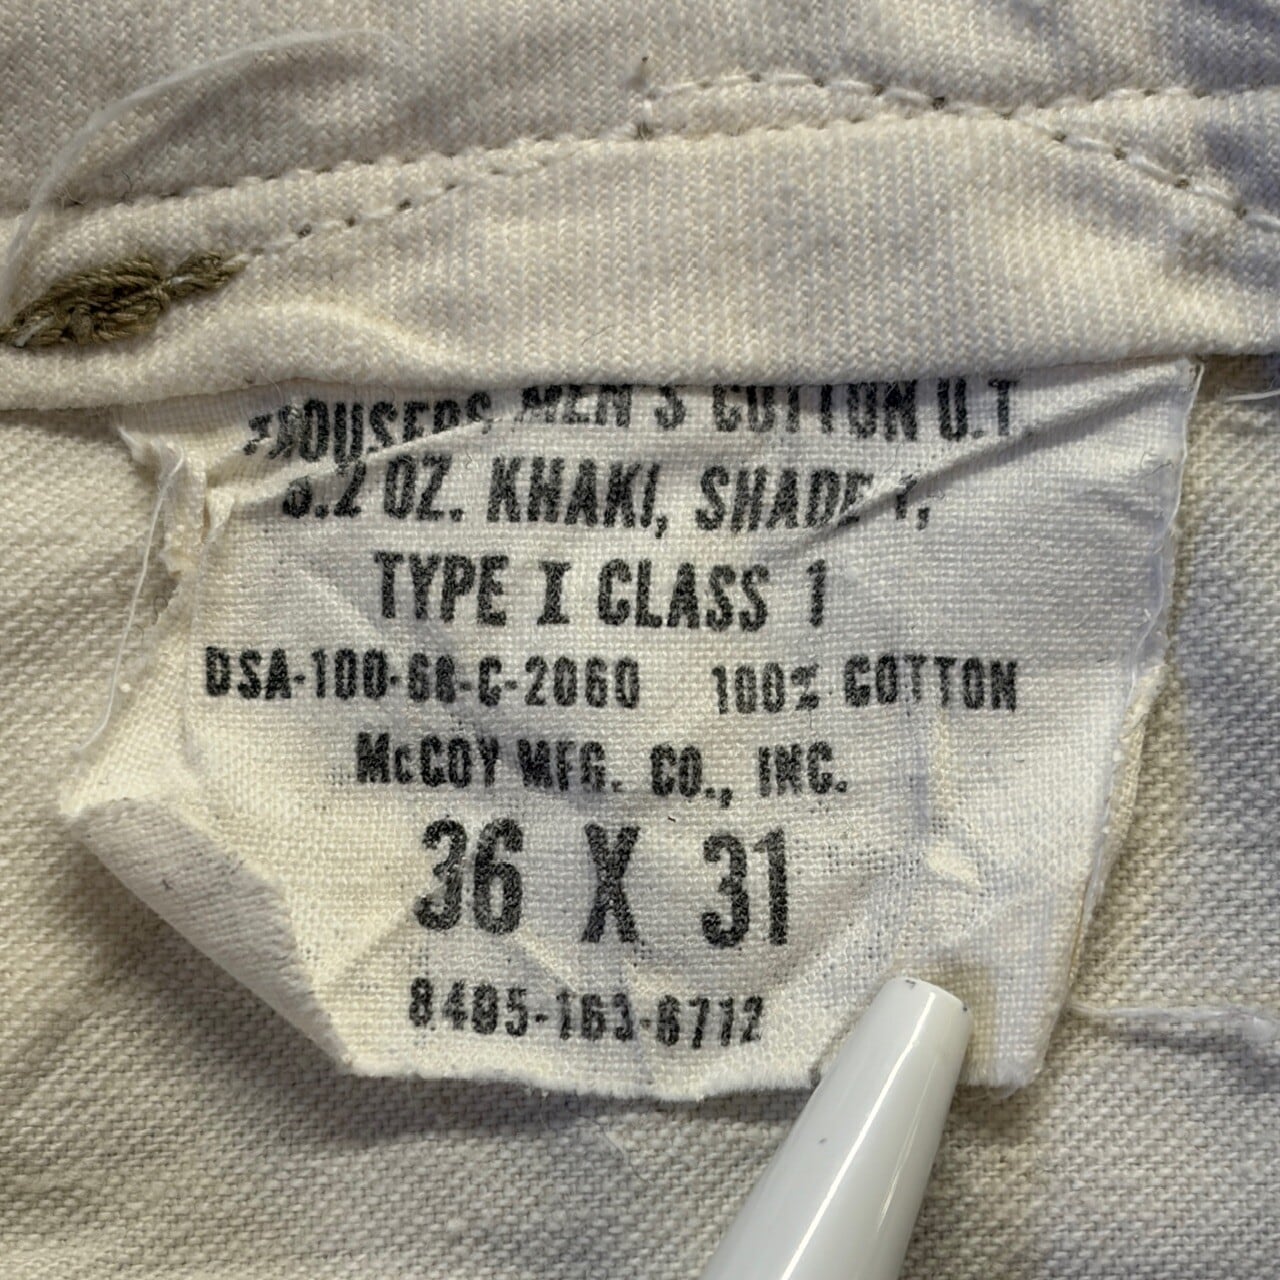 TROUSERS, MEN'S COTTON U.T.
8.2 OZ. KHAKI, SHADE 1,
TYPE I CLASS 1
DSA-100-68-C-2060 100% COTTON
McCOY MFG. CO., INC.
36 X 31
8405-163-8712